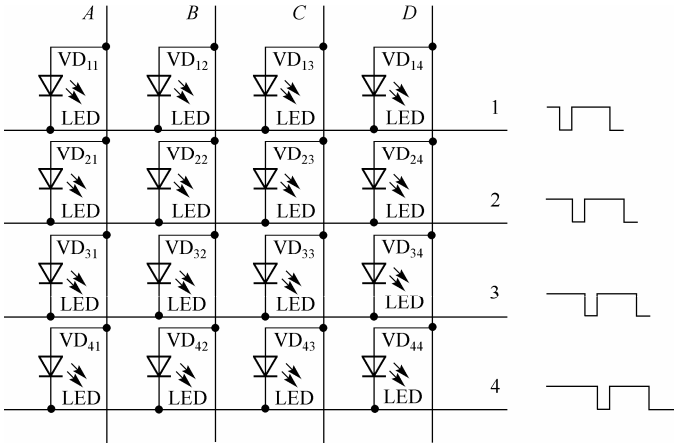 A B C D
VD₁₁ VD₁₂ VD₁₃ VD₁₄
LED LED LED LED 1
VD₂₁ VD₂₂ VD₂₃ VD₂₄
LED LED LED LED 2
VD₃₁ VD₃₂ VD₃₃ VD₃₄
LED LED LED LED 3
VD₄₁ VD₄₂ VD₄₃ VD₄₄
LED LED LED LED 4